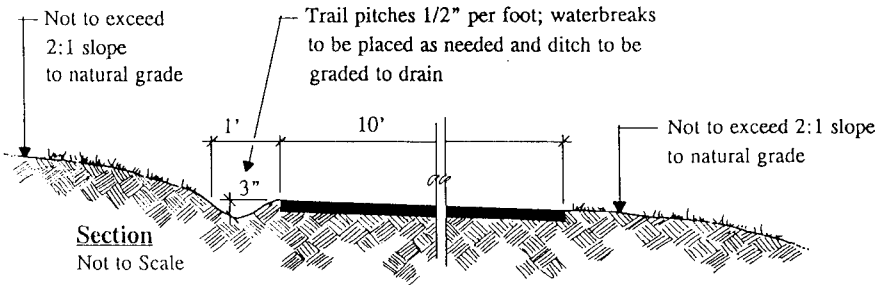 Not to exceed
2:1 slope
to natural grade
Trail pitches 1/2" per foot; waterbreaks
to be placed as needed and ditch to be
graded to drain
1'
10'
Not to exceed 2:1 slope
to natural grade
3"
Section
Not to Scale